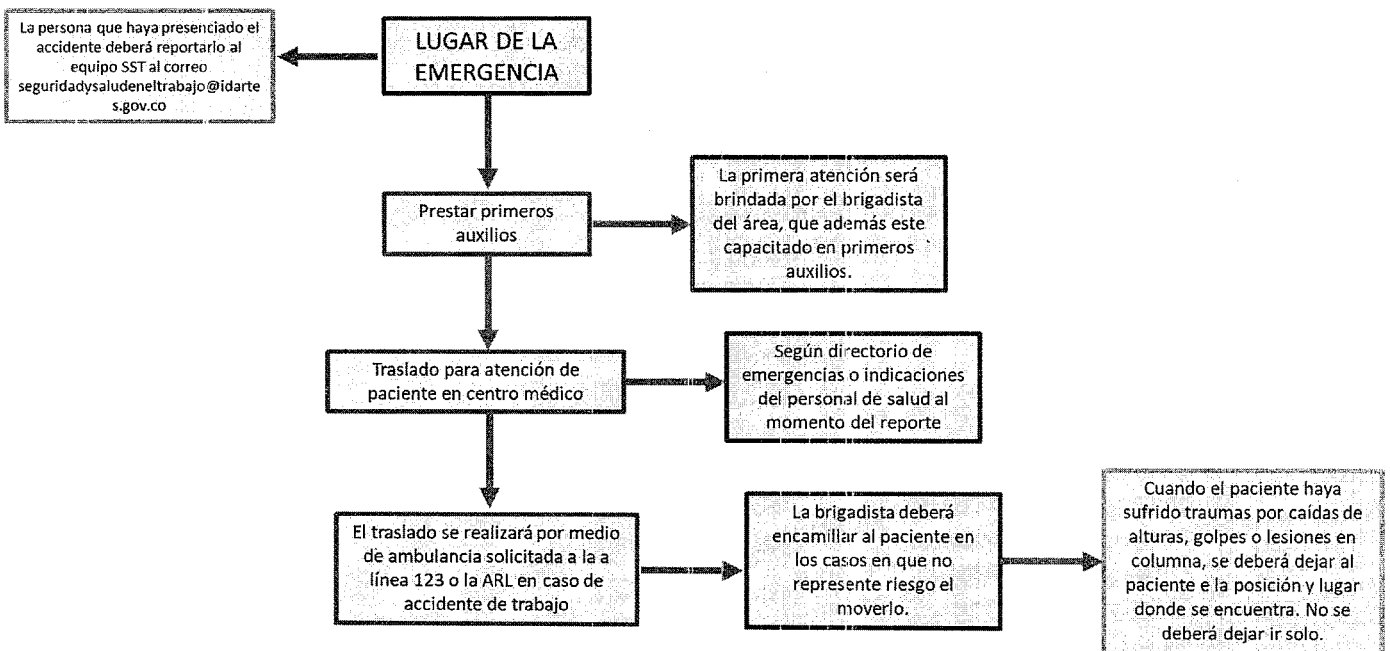 La persona que haya presenciado el
accidente deberá reportarlo al
equipo SST al correo
seguridadysaludeneltrabajo@idarte
s.gov.co
LUGAR DE LA
EMERGENCIA
Prestar primeros
auxilios
La primera atención será
brindada por el brigadista
del área, que además este
capacitado en primeros
auxilios.
Traslado para atención de
paciente en centro médico
Según directorio de
emergencias o indicaciones
del personal de salud al
momento del reporte
El traslado se realizará por medio
de ambulancia solicitada a la a
línea 123 o la ARL en caso de
accidente de trabajo
La brigadista deberá
encamillar al paciente en
los casos en que no
represente riesgo el
moverlo.
Cuando el paciente haya
sufrido traumas por caídas de
alturas, golpes o lesiones en
columna, se deberá dejar al
paciente e la posición y lugar
donde se encuentra. No se
deberá dejar ir solo.